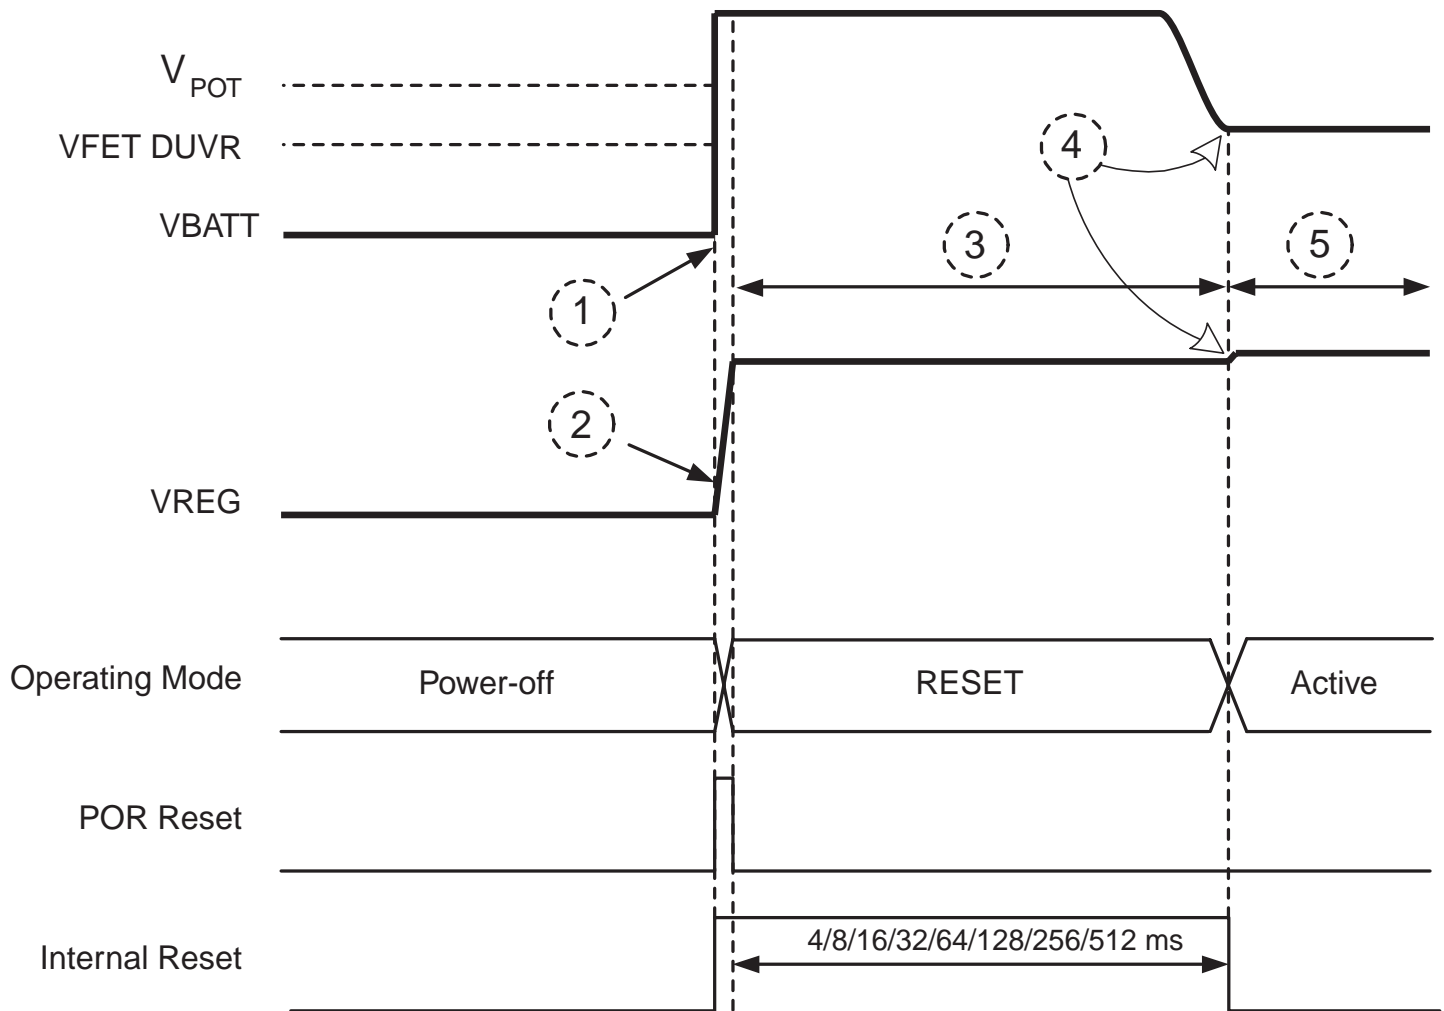 V POT
VFET DUVR
VBATT
4
3
5
1
2
VREG
Operating Mode
Power-off
RESET
Active
POR Reset
Internal Reset
4/8/16/32/64/128/256/512 ms